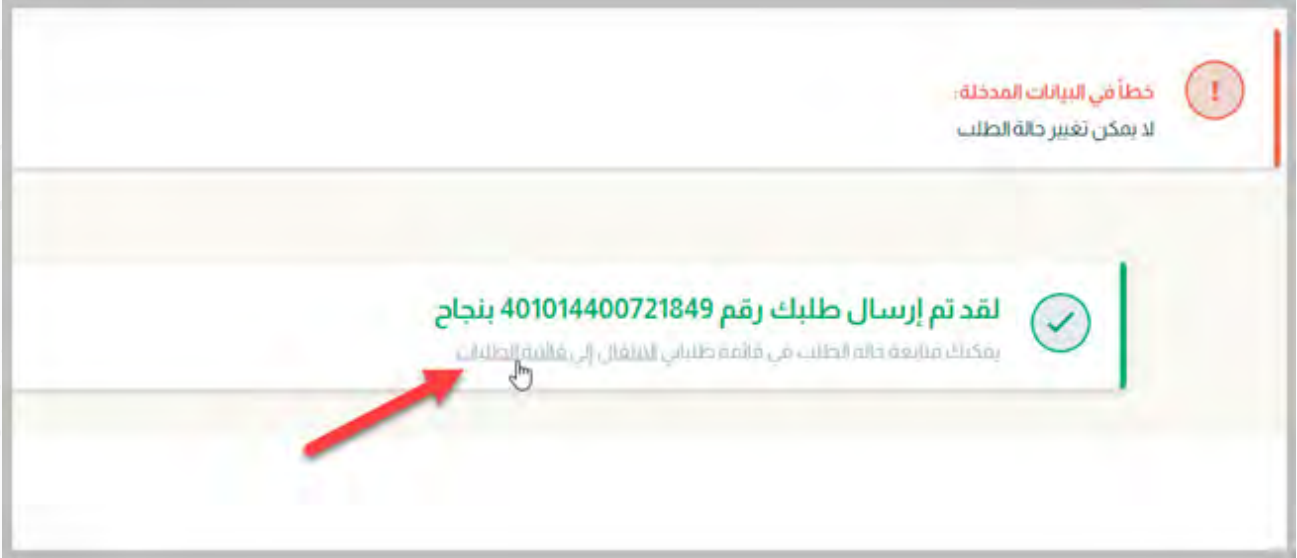 خطأ في البيانات المدخلة:
لا يمكن تغيير حالة الطلب
لقد تم إرسال طلبك رقم 401014400721849 بنجاح
يمكنك متابعة حالة الطلب في قائمة طلباتي الانتقال إلى قائمة الطلبات